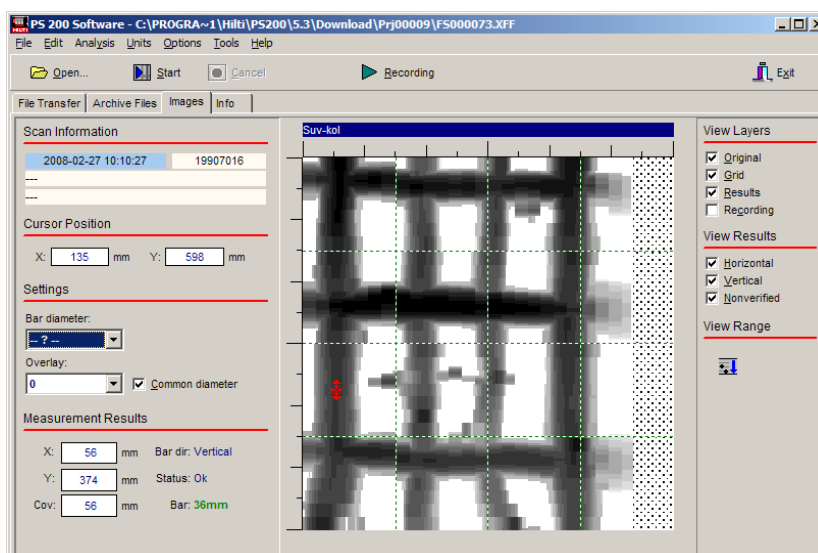 PS 200 Software - C:\PROGRA~1\Hilti\PS200\5.3\Download\Prj00009\FS000073.XFF
File Edit Analysis Units Options Tools Help
Open... Start Cancel Recording Exit
File Transfer Archive Files Images Info
Scan Information
2008-02-27 10:10:27 19907016
---
---
Cursor Position
X: 135 mm Y: 598 mm
Settings
Bar diameter:
-- ? --
Overlay:
0 Common diameter
Measurement Results
X: 56 mm Bar dir: Vertical
Y: 374 mm Status: Ok
Cov: 56 mm Bar: 36mm
Suv-kol
View Layers
Original
Grid
Results
Recording
View Results
Horizontal
Vertical
Nonverified
View Range